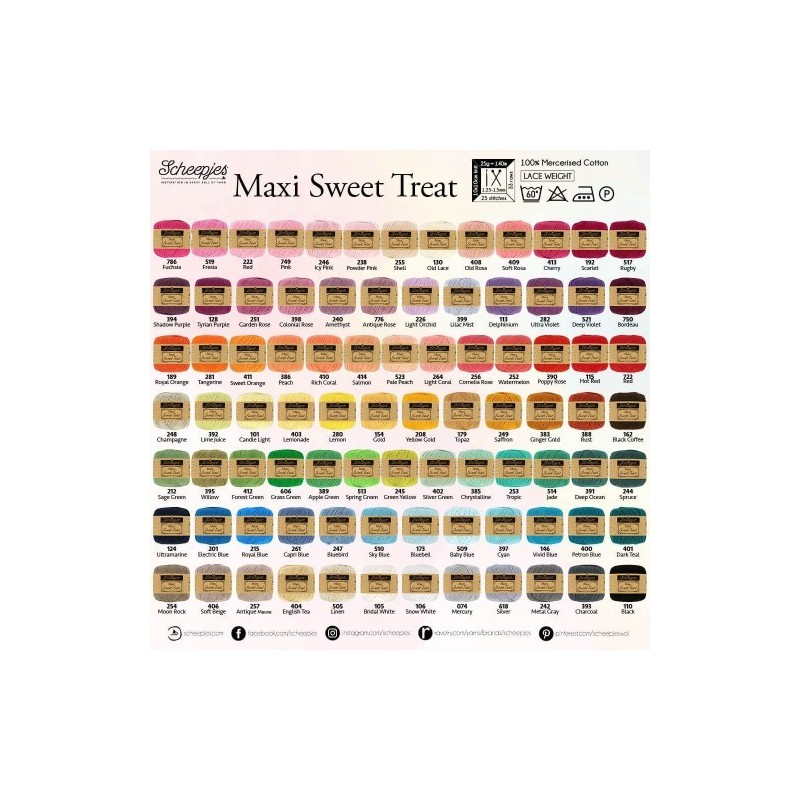 Scheepjes
INSPIRATION IN EVERY BALL OF YARN
Maxi Sweet Treat
25g ~ 140m
1.25-1.5mm
25 stitches
100% Mercerised Cotton
LACE WEIGHT
60°
P
786 519 222 749 246 238 255 130 408 409 413 192 517
Fuchsia Fresia Red Pink Icy Pink Powder Pink Shell Old Lace Old Rosa Soft Rosa Cherry Scarlet Rugby
394 128 251 398 240 776 226 399 113 282 521 750
Shadow Purple Tyrian Purple Garden Rose Colonial Rose Amethyst Antique Rose Light Orchid Lilac Mist Delphinium Ultra Violet Deep Violet Bordeau
189 281 411 386 410 414 523 264 256 252 390 115 722
Royal Orange Tangerine Sweet Orange Peach Rich Coral Salmon Pale Peach Light Coral Cornelia Rose Watermelon Poppy Rose Hot Red Red
248 392 101 403 280 154 208 179 249 383 388 162
Champagne Lime Juice Candle Light Lemonade Lemon Gold Yellow Gold Topaz Saffron Ginger Gold Rust Black Coffee
212 395 412 606 389 513 245 402 385 253 514 391 244
Sage Green Willow Forest Green Grass Green Apple Green Spring Green Green Yellow Silver Green Chrystalline Tropic Jade Deep Ocean Spruce
124 201 215 261 247 510 173 509 397 146 400 401
Ultramarine Electric Blue Royal Blue Capri Blue Bluebird Sky Blue Bluebell Baby Blue Cyan Vivid Blue Petrol Blue Dark Teal
254 406 257 404 505 105 106 074 618 242 393 110
Moon Rock Soft Beige Antique Mauve English Tea Linen Bridal White Snow White Mercury Silver Metal Gray Charcoal Black
scheepjes.com facebook.com/scheepjes instagram.com/scheepjes ravelry.com/yarns/brands/scheepjes pinterest.com/scheepjeswol